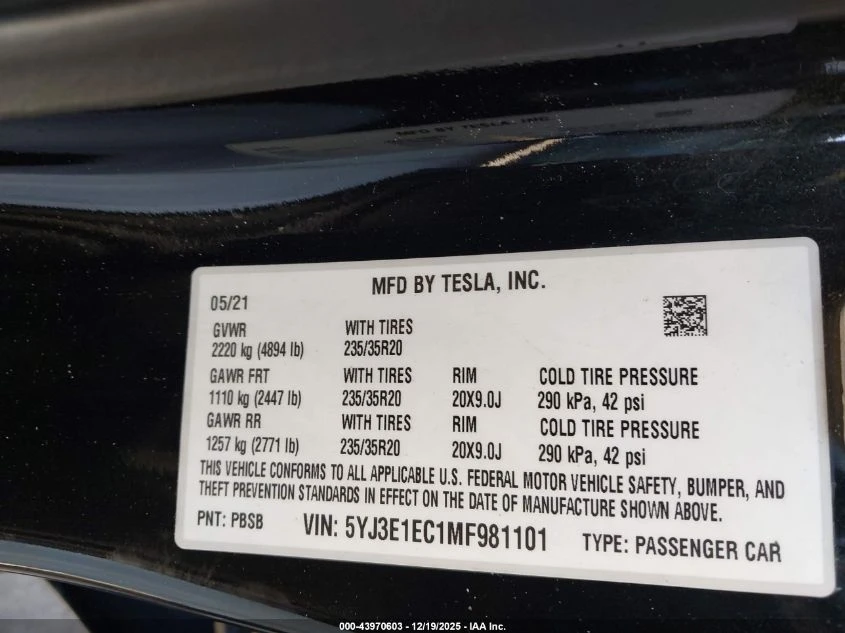 MFD BY TESLA, INC.
MFD BY TESLA, INC.
05/21
GVWR WITH TIRES
2220 kg (4894 lb) 235/35R20
GAWR FRT WITH TIRES RIM COLD TIRE PRESSURE
1110 kg (2447 lb) 235/35R20 20X9.0J 290 kPa, 42 psi
GAWR RR WITH TIRES RIM COLD TIRE PRESSURE
1257 kg (2771 lb) 235/35R20 20X9.0J 290 kPa, 42 psi
THIS VEHICLE CONFORMS TO ALL APPLICABLE U.S. FEDERAL MOTOR VEHICLE SAFETY, BUMPER, AND
THEFT PREVENTION STANDARDS IN EFFECT ON THE DATE OF MANUFACTURE SHOWN ABOVE.
PNT: PBSB VIN: 5YJ3E1EC1MF981101 TYPE: PASSENGER CAR
000-43970603 - 12/19/2025 - IAA Inc.